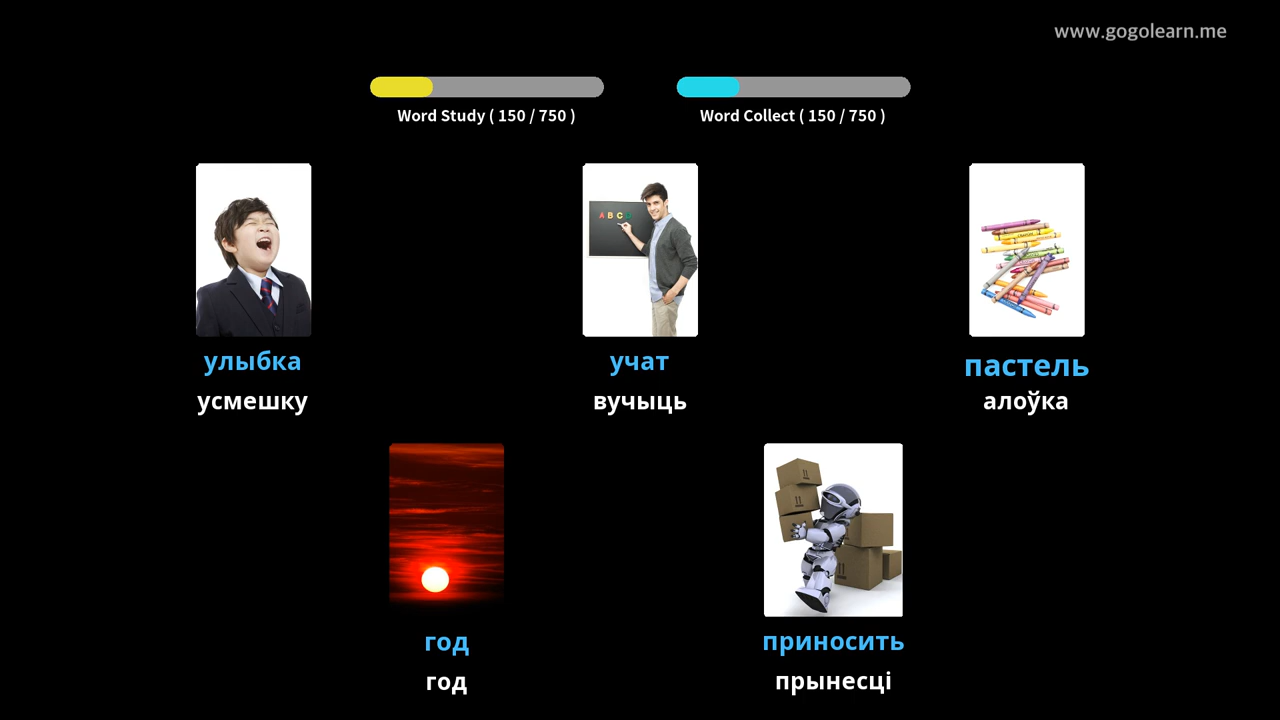 www.gogolearn.me
Word Study ( 150 / 750 )
Word Collect ( 150 / 750 )
A B C D
улыбка
усмешку
учат
вучыць
пастель
алоўка
год
год
приносить
прынесці